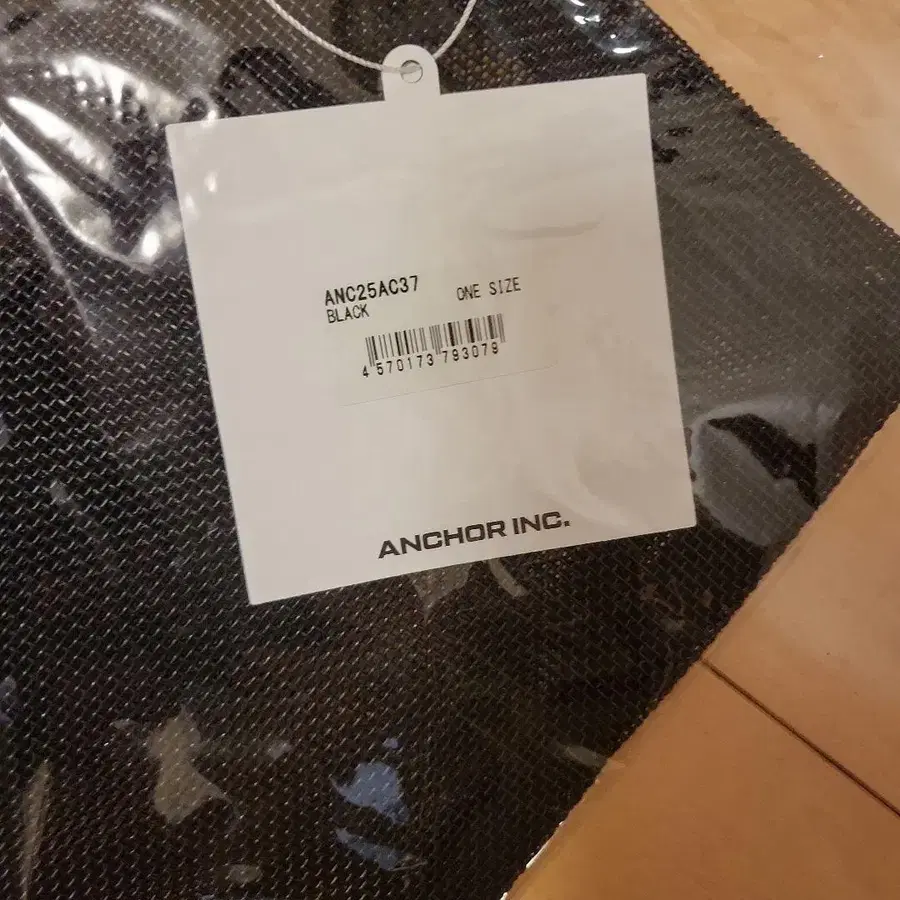 ANC25AC37 ONE SIZE
BLACK
4 570173 793079
ANCHOR INC.